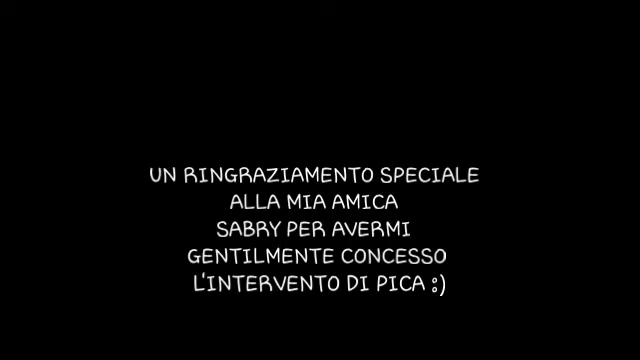 UN RINGRAZIAMENTO SPECIALE
ALLA MIA AMICA
SABRY PER AVERMI
GENTILMENTE CONCESSO
L'INTERVENTO DI PICA :)